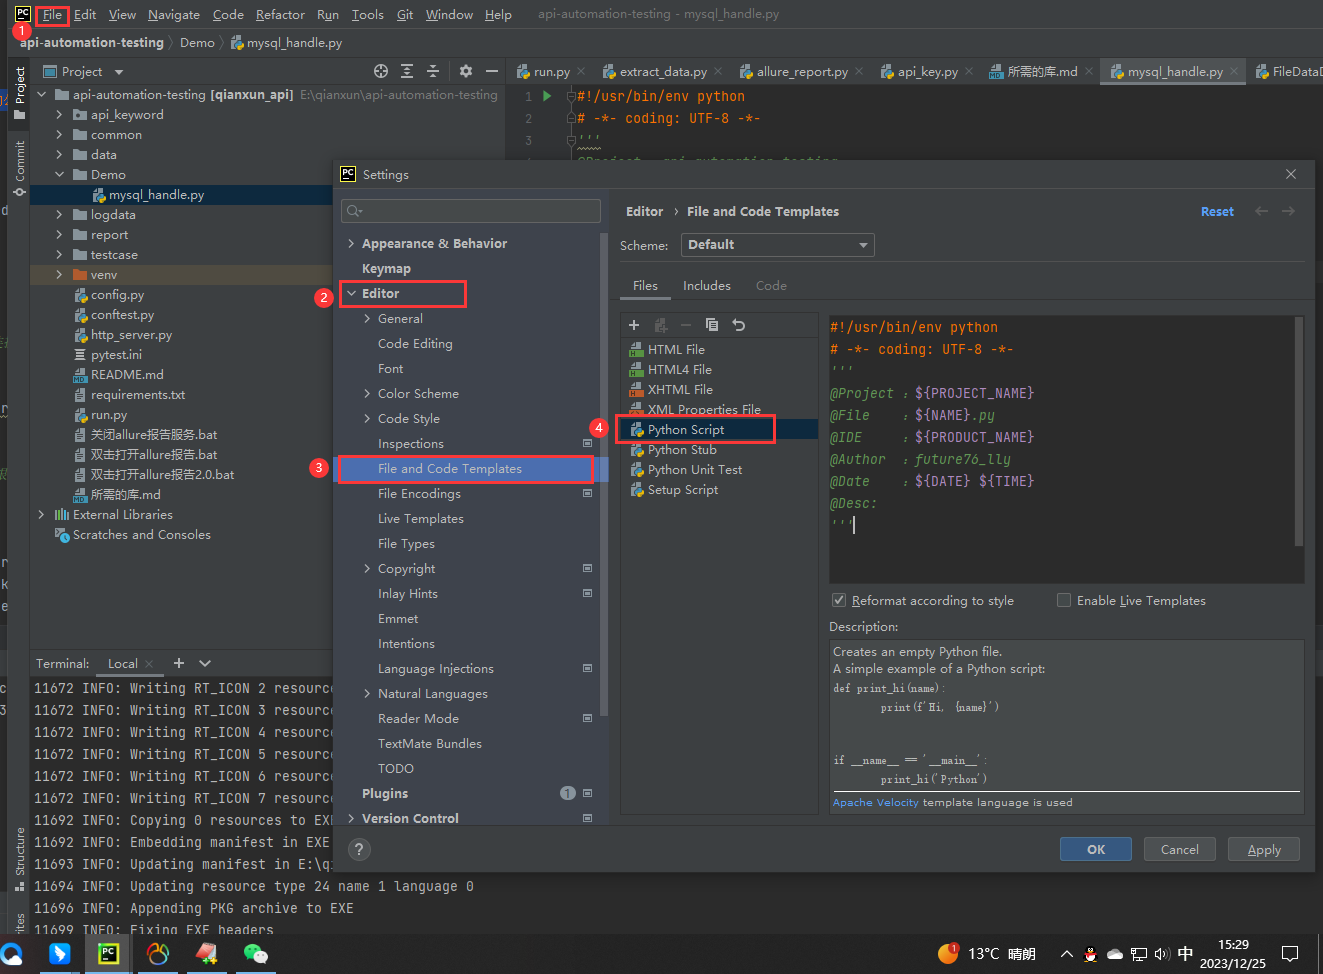 File Edit View Navigate Code Refactor Run Tools Git Window Help api-automation-testing - mysql_handle.py
1
api-automation-testing Demo mysql_handle.py
Project
Commit
Structure
Project
run.py
extract_data.py
allure_report.py
api_key.py
所需的库.md
mysql_handle.py
FileDataD
api-automation-testing [qianxun_api] E:\qianxun\api-automation-testing
api_keyword
common
data
Demo
mysql_handle.py
logdata
report
testcase
venv
config.py
conftest.py
http_server.py
pytest.ini
README.md
requirements.txt
run.py
关闭allure报告服务.bat
双击打开allure报告.bat
双击打开allure报告2.0.bat
所需的库.md
External Libraries
Scratches and Consoles
1 #!/usr/bin/env python
2 # -*- coding: UTF-8 -*-
3 '''
Settings
Appearance & Behavior
Keymap
2 Editor
General
Code Editing
Font
Color Scheme
Code Style
Inspections
3 File and Code Templates
File Encodings
Live Templates
File Types
Copyright
Inlay Hints
Emmet
Intentions
Language Injections
Natural Languages
Reader Mode
TextMate Bundles
TODO
Plugins 1
Version Control
?
Editor › File and Code Templates Reset
Scheme: Default
Files Includes Code
HTML File
HTML4 File
XHTML File
XML Properties File
4 Python Script
Python Stub
Python Unit Test
Setup Script
#!/usr/bin/env python
# -*- coding: UTF-8 -*-
'''
@Project ：${PROJECT_NAME}
@File ：${NAME}.py
@IDE ：${PRODUCT_NAME}
@Author ：future76_lly
@Date ：${DATE} ${TIME}
@Desc:
'''
Reformat according to style Enable Live Templates
Description:
Creates an empty Python file.
A simple example of a Python script:
def print_hi(name):
print(f'Hi, {name}')
if __name__ == '__main__':
print_hi('Python')
Apache Velocity template language is used
OK Cancel Apply
Terminal: Local
11672 INFO: Writing RT_ICON 2 resource
11672 INFO: Writing RT_ICON 3 resource
11672 INFO: Writing RT_ICON 4 resource
11672 INFO: Writing RT_ICON 5 resource
11672 INFO: Writing RT_ICON 6 resource
11672 INFO: Writing RT_ICON 7 resource
11692 INFO: Copying 0 resources to EXE
11692 INFO: Embedding manifest in EXE
11693 INFO: Updating manifest in E:\qi
11694 INFO: Updating resource type 24 name 1 language 0
11696 INFO: Appending PKG archive to EXE
11699 INFO: Fixing EXE headers
1 13°C 晴朗 中 15:29
2023/12/25